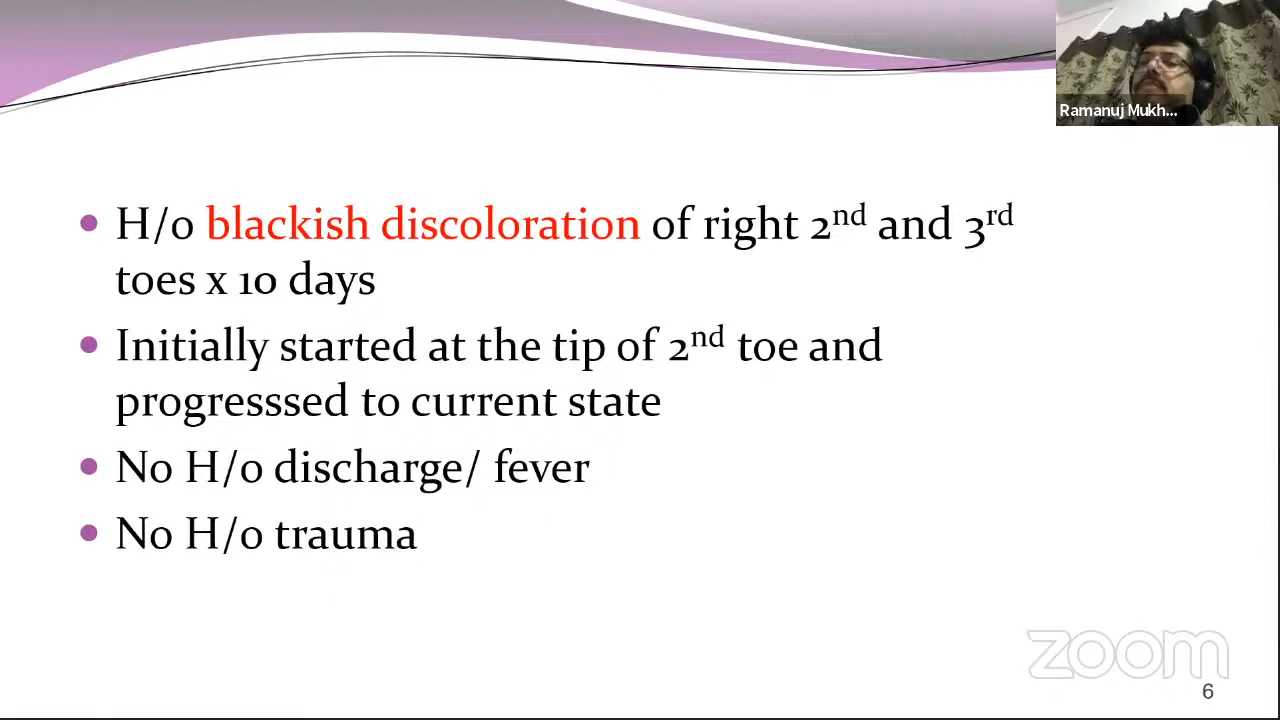 Ramanuj Mukh...
• H/o blackish discoloration of right 2nd and 3rd
toes x 10 days
• Initially started at the tip of 2nd toe and
progresssed to current state
• No H/o discharge/ fever
• No H/o trauma
zoom
6